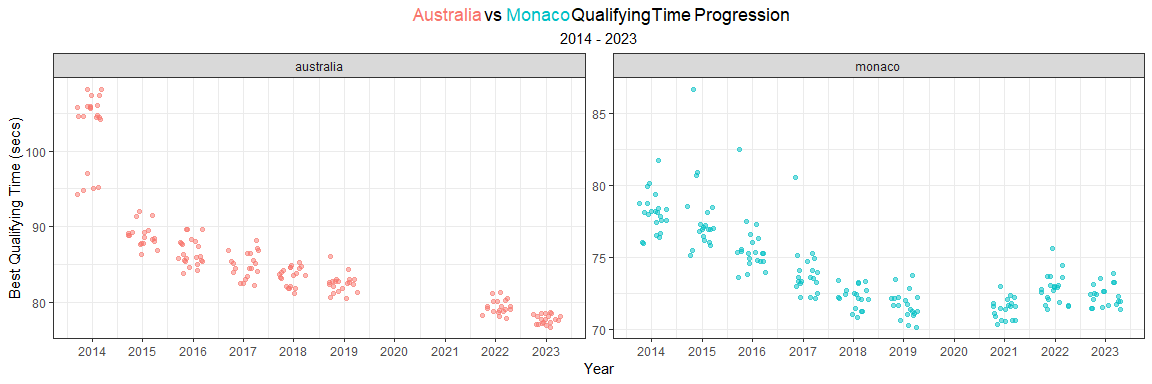 Australia vs Monaco Qualifying Time Progression
2014 - 2023
australia
monaco
Best Qualifying Time (secs)
100
90
80
85
80
75
70
2014 2015 2016 2017 2018 2019 2020 2021 2022 2023
2014 2015 2016 2017 2018 2019 2020 2021 2022 2023
Year